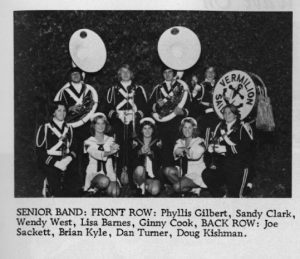 VERMILION
SAILORS
SENIOR BAND: FRONT ROW: Phyllis Gilbert, Sandy Clark,
Wendy West, Lisa Barnes, Ginny Cook, BACK ROW: Joe
Sackett, Brian Kyle, Dan Turner, Doug Kishman.